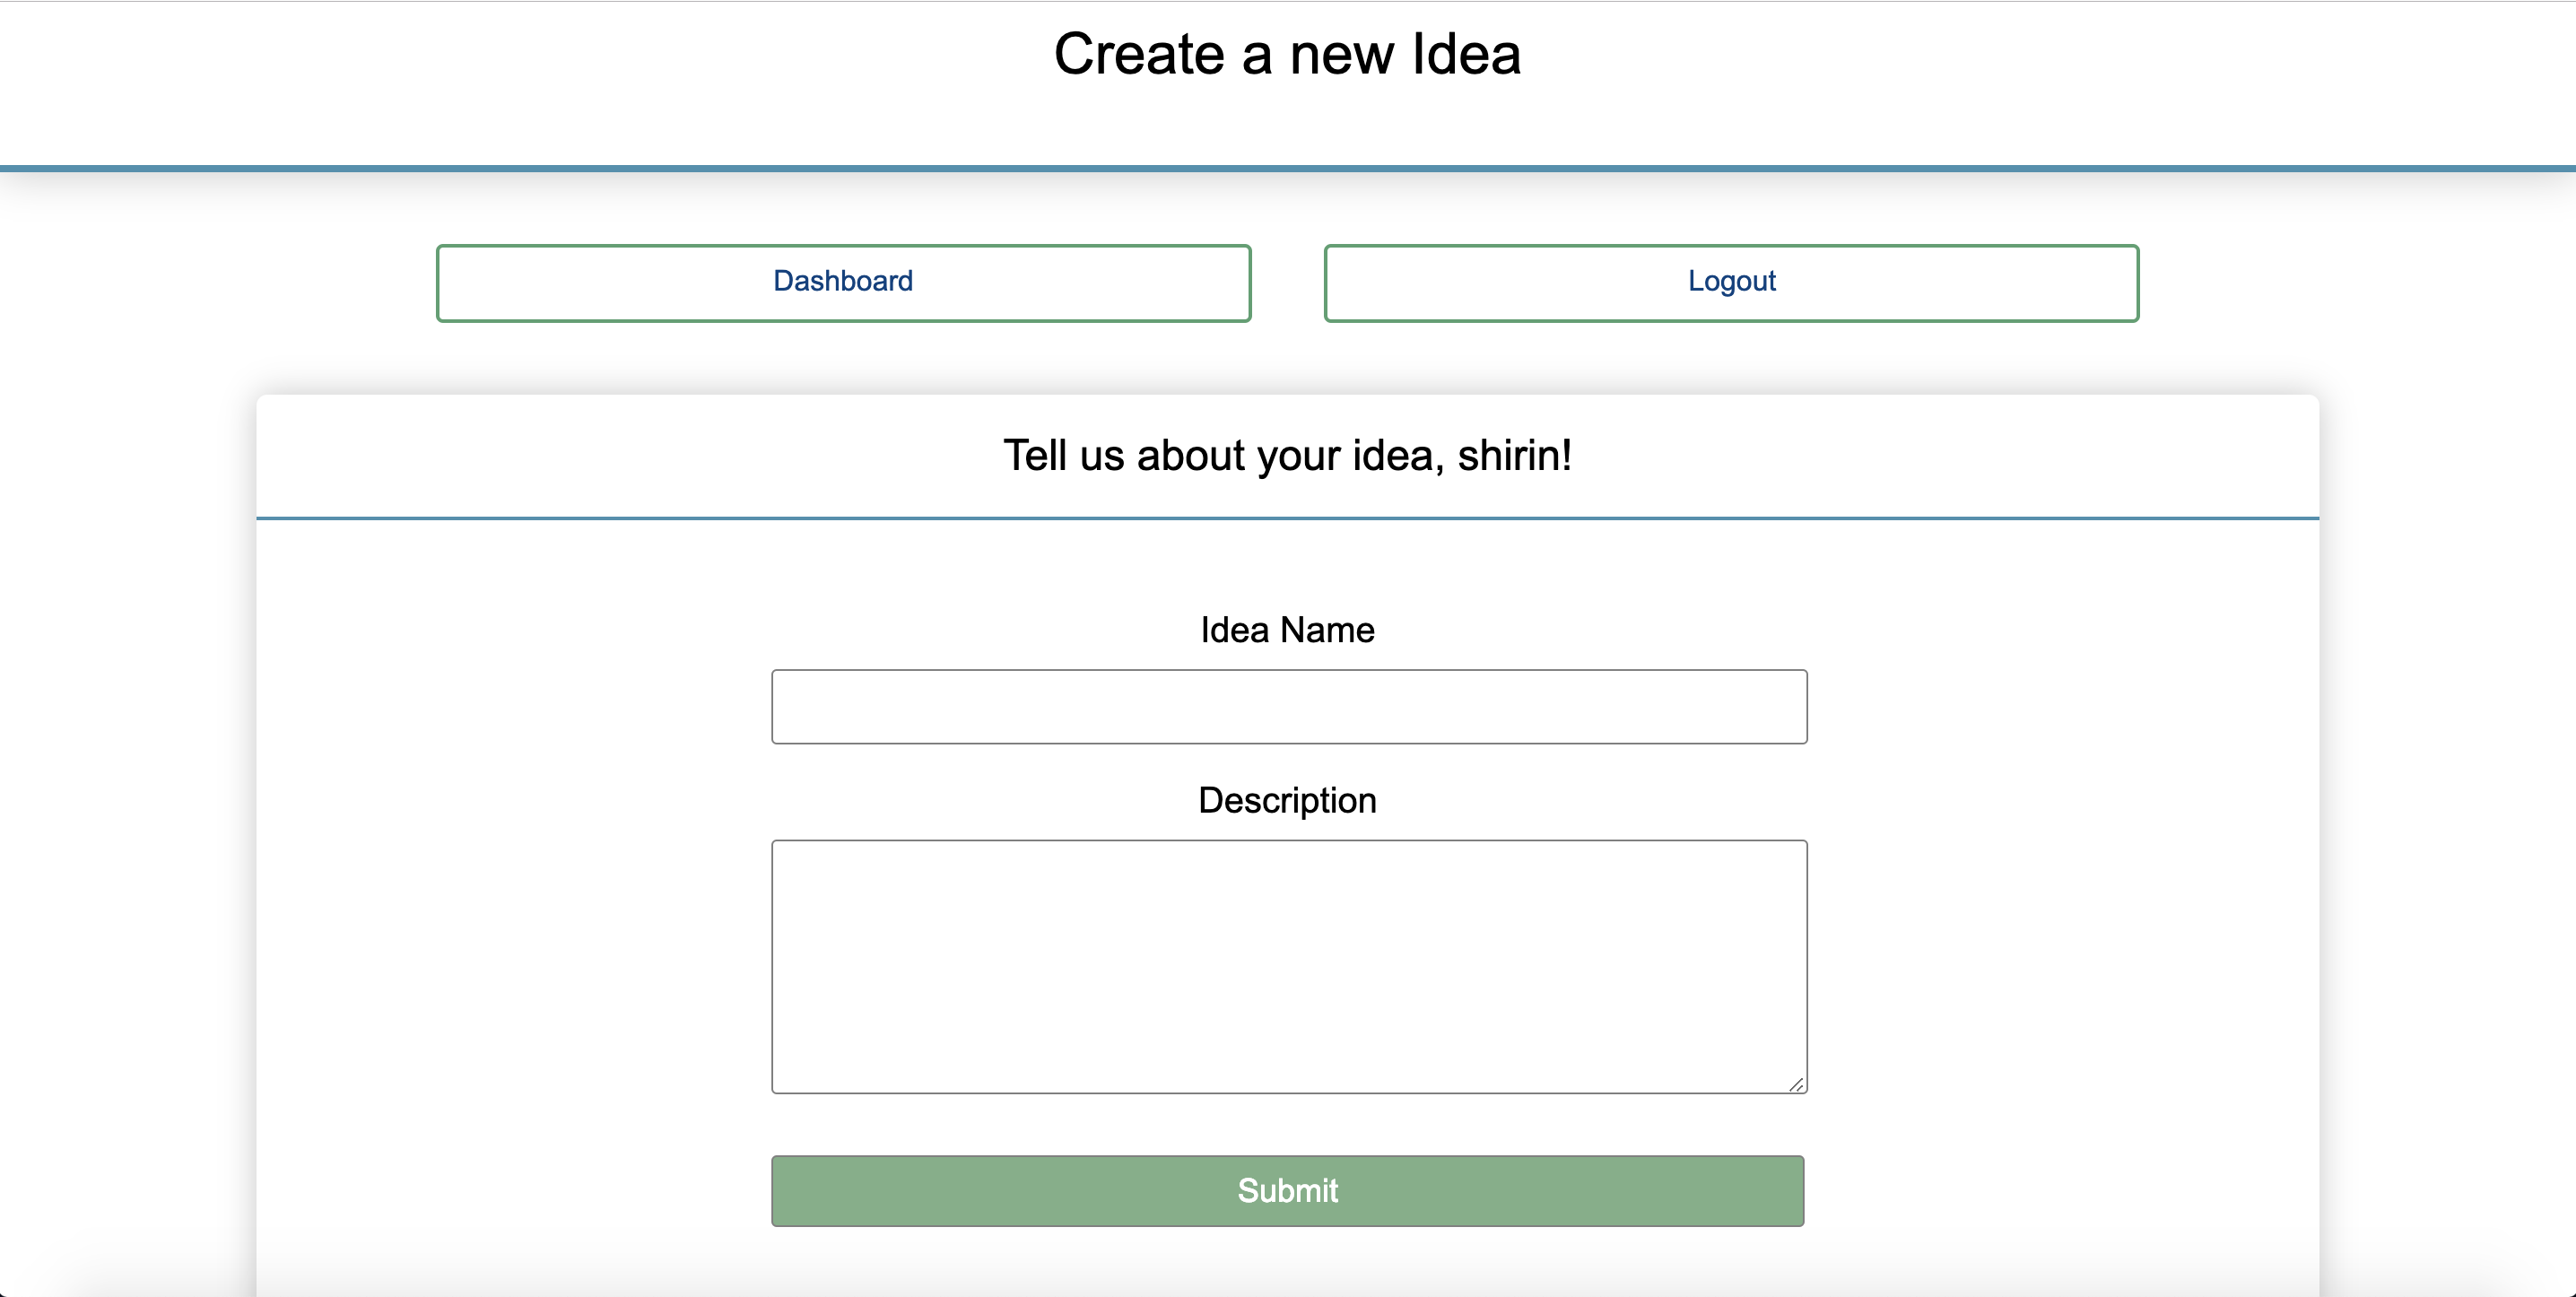 Create a new Idea
Dashboard
Logout
Tell us about your idea, shirin!
Idea Name
Description
Submit